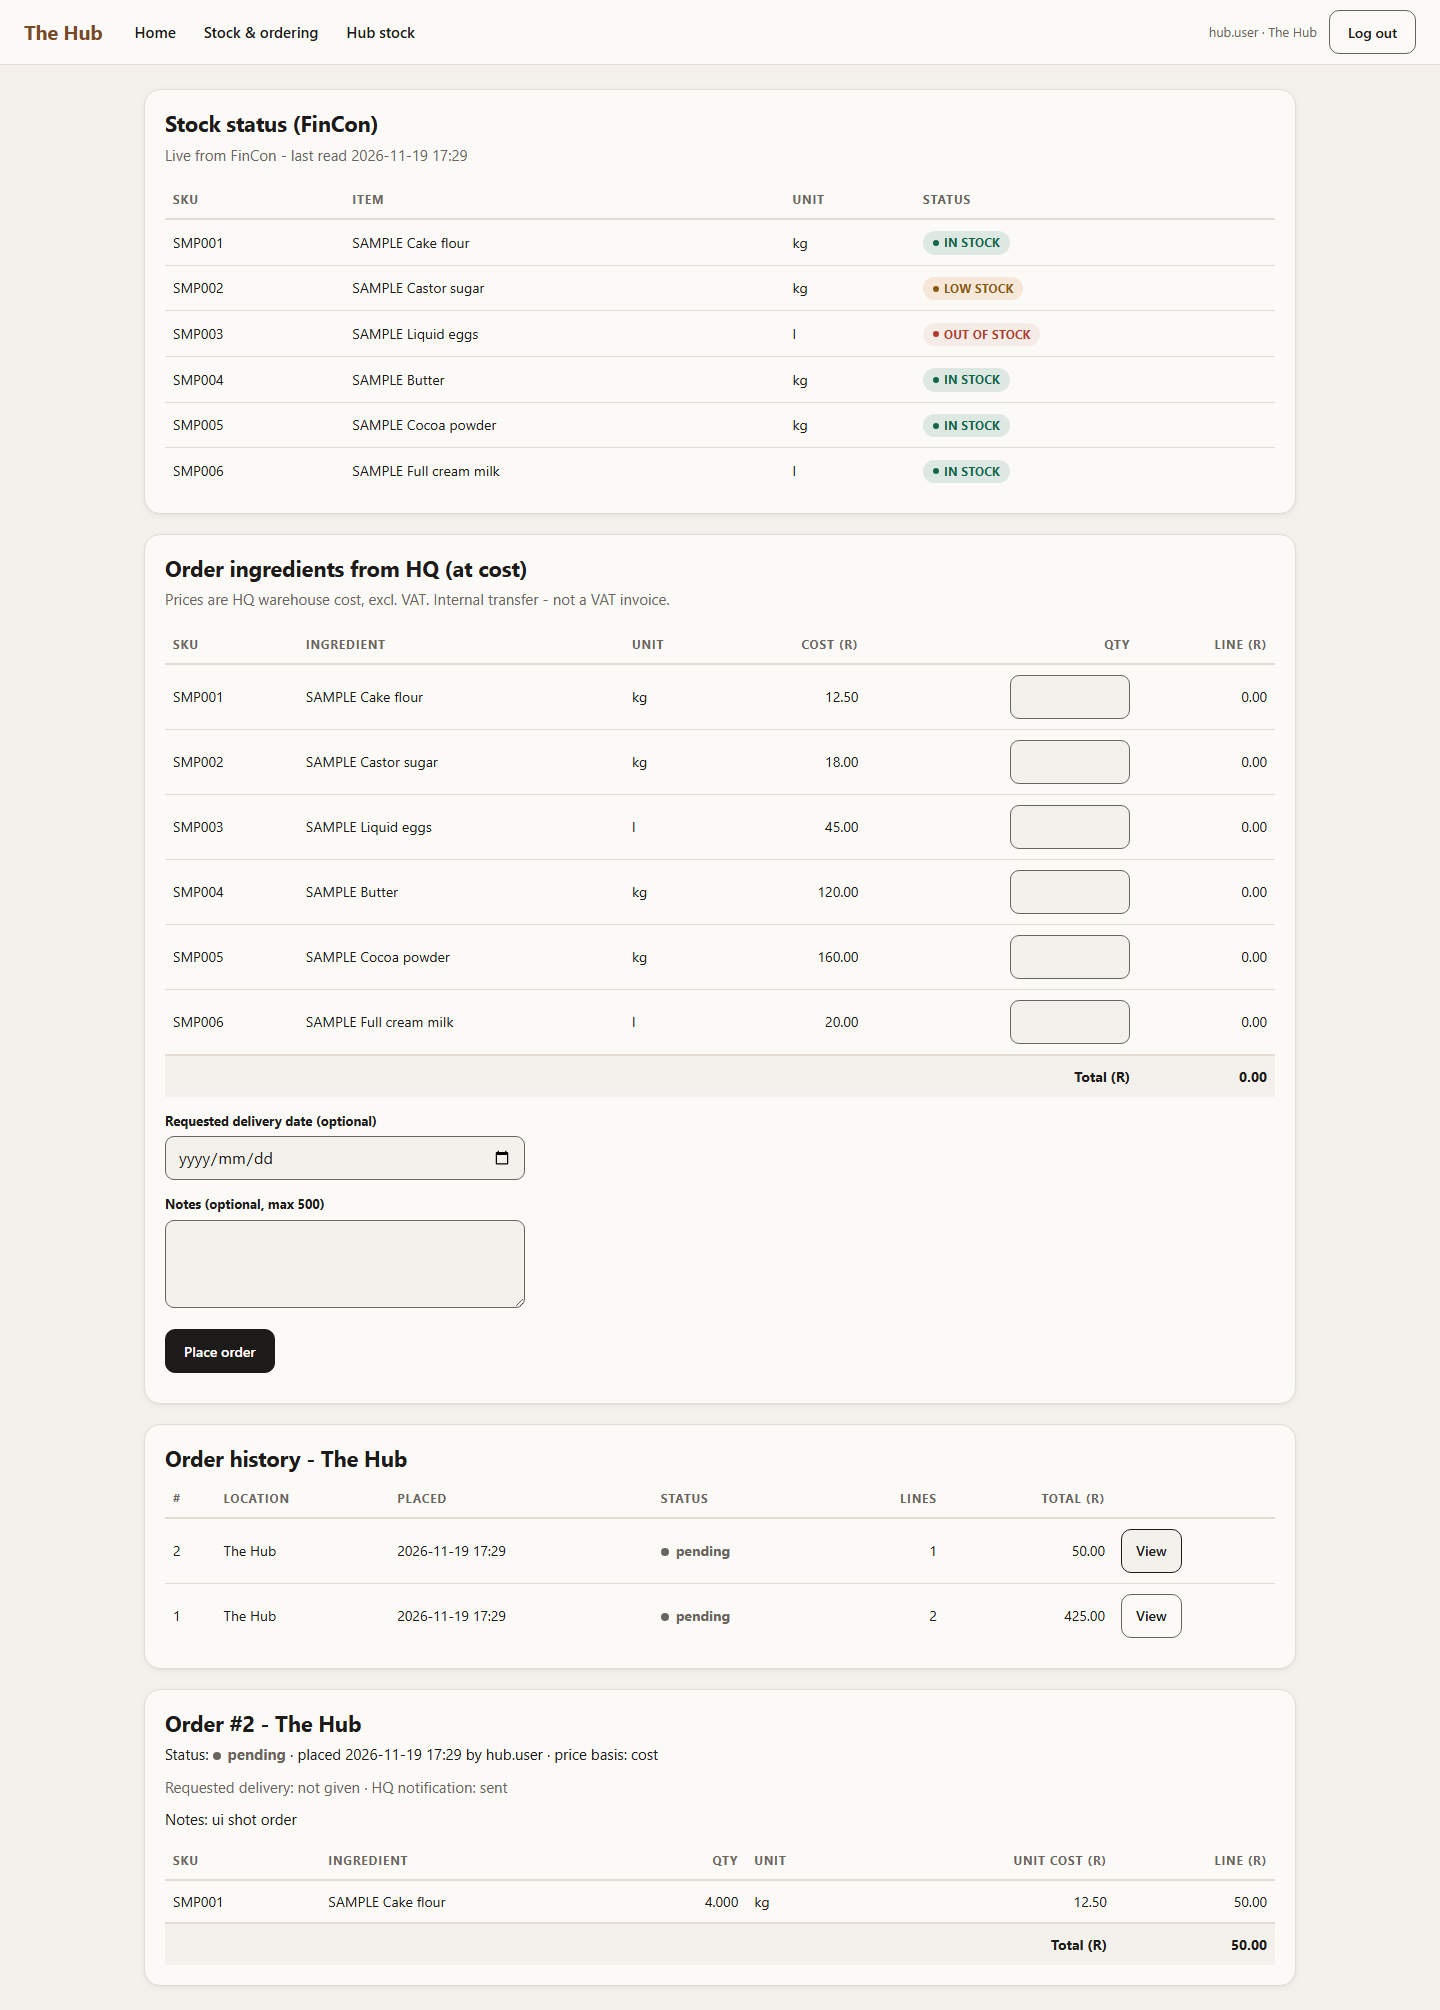 The Hub Home Stock & ordering Hub stock hub.user · The Hub Log out
Stock status (FinCon)
Live from FinCon - last read 2026-11-19 17:29
SKU ITEM UNIT STATUS
SMP001 SAMPLE Cake flour kg IN STOCK
SMP002 SAMPLE Castor sugar kg LOW STOCK
SMP003 SAMPLE Liquid eggs l OUT OF STOCK
SMP004 SAMPLE Butter kg IN STOCK
SMP005 SAMPLE Cocoa powder kg IN STOCK
SMP006 SAMPLE Full cream milk l IN STOCK
Order ingredients from HQ (at cost)
Prices are HQ warehouse cost, excl. VAT. Internal transfer - not a VAT invoice.
SKU INGREDIENT UNIT COST (R) QTY LINE (R)
SMP001 SAMPLE Cake flour kg 12.50 0.00
SMP002 SAMPLE Castor sugar kg 18.00 0.00
SMP003 SAMPLE Liquid eggs l 45.00 0.00
SMP004 SAMPLE Butter kg 120.00 0.00
SMP005 SAMPLE Cocoa powder kg 160.00 0.00
SMP006 SAMPLE Full cream milk l 20.00 0.00
Total (R) 0.00
Requested delivery date (optional)
yyyy/mm/dd
Notes (optional, max 500)
Place order
Order history - The Hub
# LOCATION PLACED STATUS LINES TOTAL (R)
2 The Hub 2026-11-19 17:29 pending 1 50.00 View
1 The Hub 2026-11-19 17:29 pending 2 425.00 View
Order #2 - The Hub
Status: pending · placed 2026-11-19 17:29 by hub.user · price basis: cost
Requested delivery: not given · HQ notification: sent
Notes: ui shot order
SKU INGREDIENT QTY UNIT UNIT COST (R) LINE (R)
SMP001 SAMPLE Cake flour 4.000 kg 12.50 50.00
Total (R) 50.00